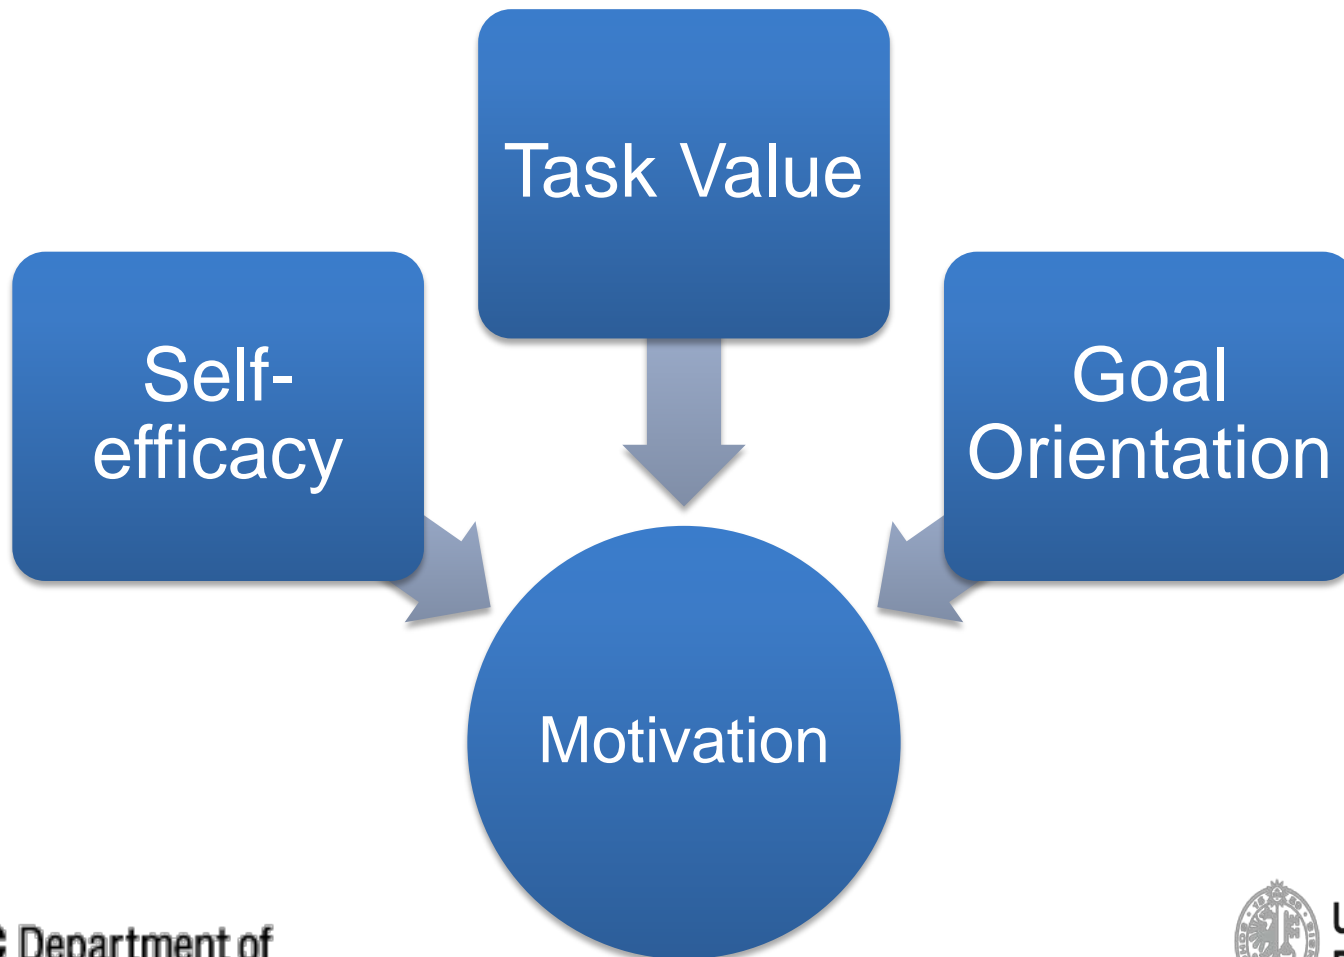 Task Value
Self-
efficacy
Goal
Orientation
Motivation
Department of